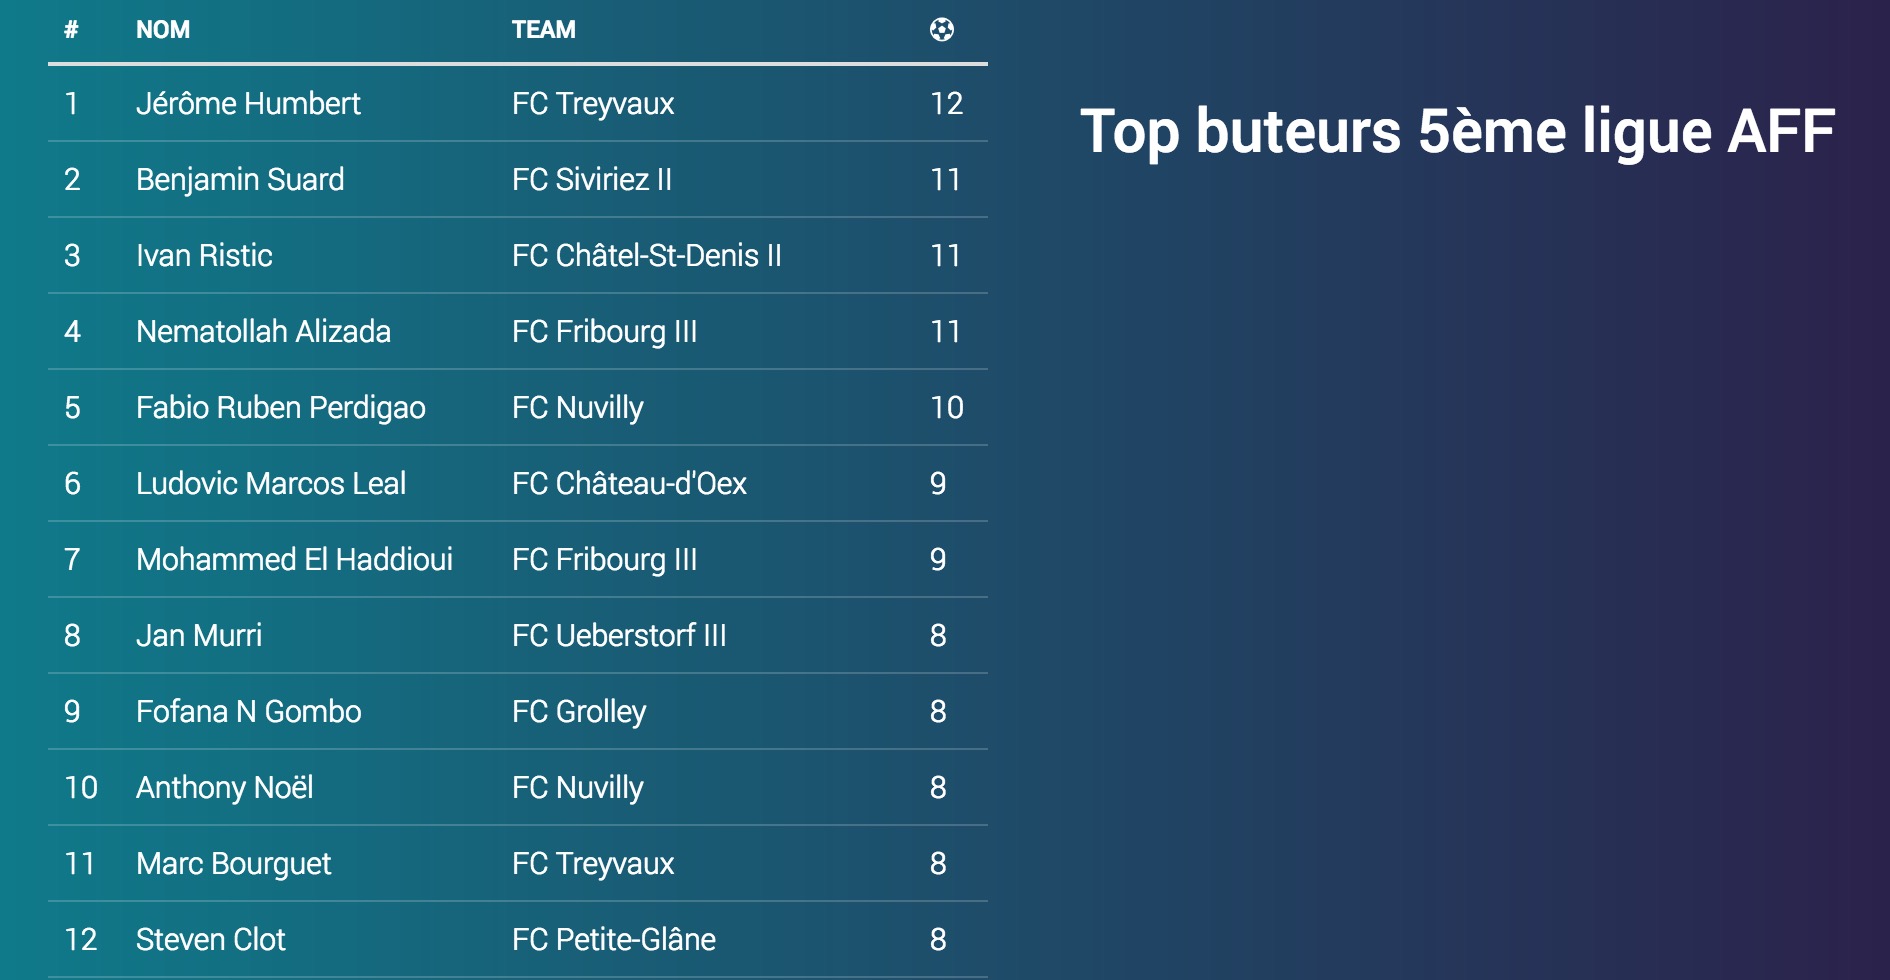 # NOM TEAM
1 Jérôme Humbert FC Treyvaux 12
2 Benjamin Suard FC Siviriez II 11
3 Ivan Ristic FC Châtel-St-Denis II 11
4 Nematollah Alizada FC Fribourg III 11
5 Fabio Ruben Perdigao FC Nuvilly 10
6 Ludovic Marcos Leal FC Château-d'Oex 9
7 Mohammed El Haddioui FC Fribourg III 9
8 Jan Murri FC Ueberstorf III 8
9 Fofana N Gombo FC Grolley 8
10 Anthony Noël FC Nuvilly 8
11 Marc Bourguet FC Treyvaux 8
12 Steven Clot FC Petite-Glâne 8
Top buteurs 5ème ligue AFF